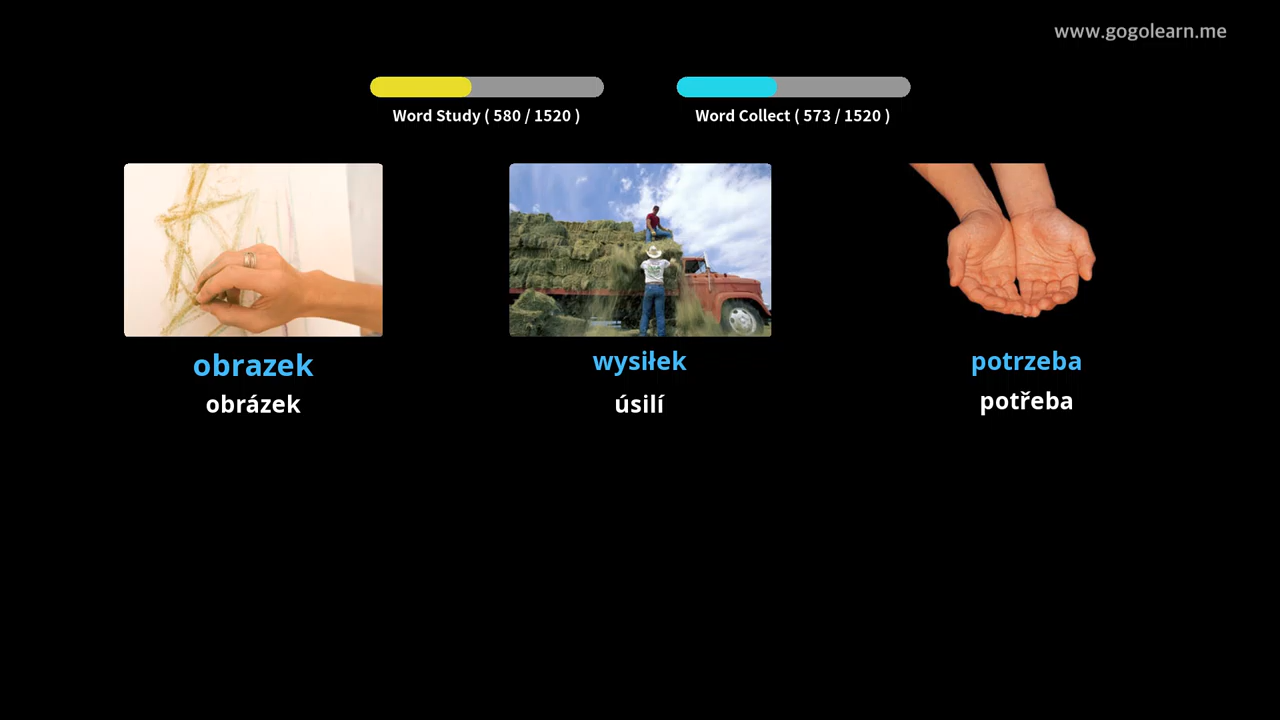 www.gogolearn.me
Word Study ( 580 / 1520 )
Word Collect ( 573 / 1520 )
obrazek
obrázek
wysiłek
úsilí
potrzeba
potřeba